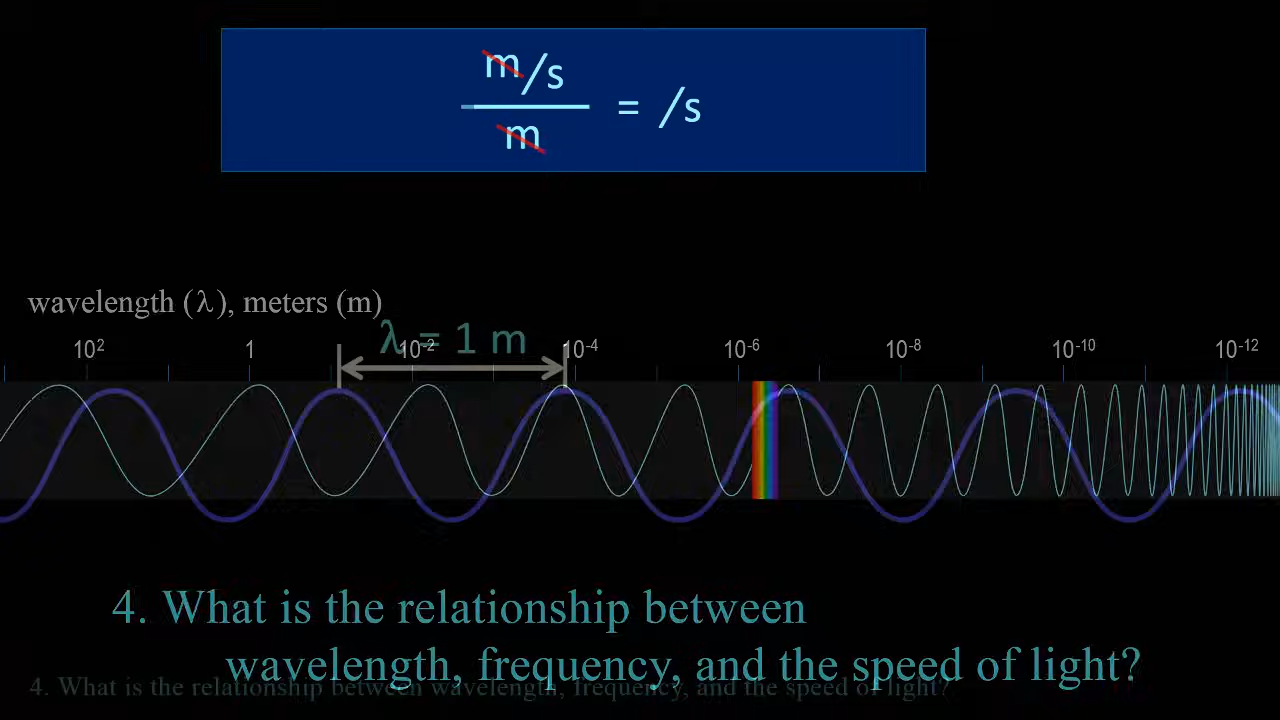 m/s
m
= /s
wavelength (λ), meters (m)
λ = 1 m
10² 1 10⁻² 10⁻⁴ 10⁻⁶ 10⁻⁸ 10⁻¹⁰ 10⁻¹²
4. What is the relationship between
wavelength, frequency, and the speed of light?
4. What is the relationship between wavelength, frequency, and the speed of light?